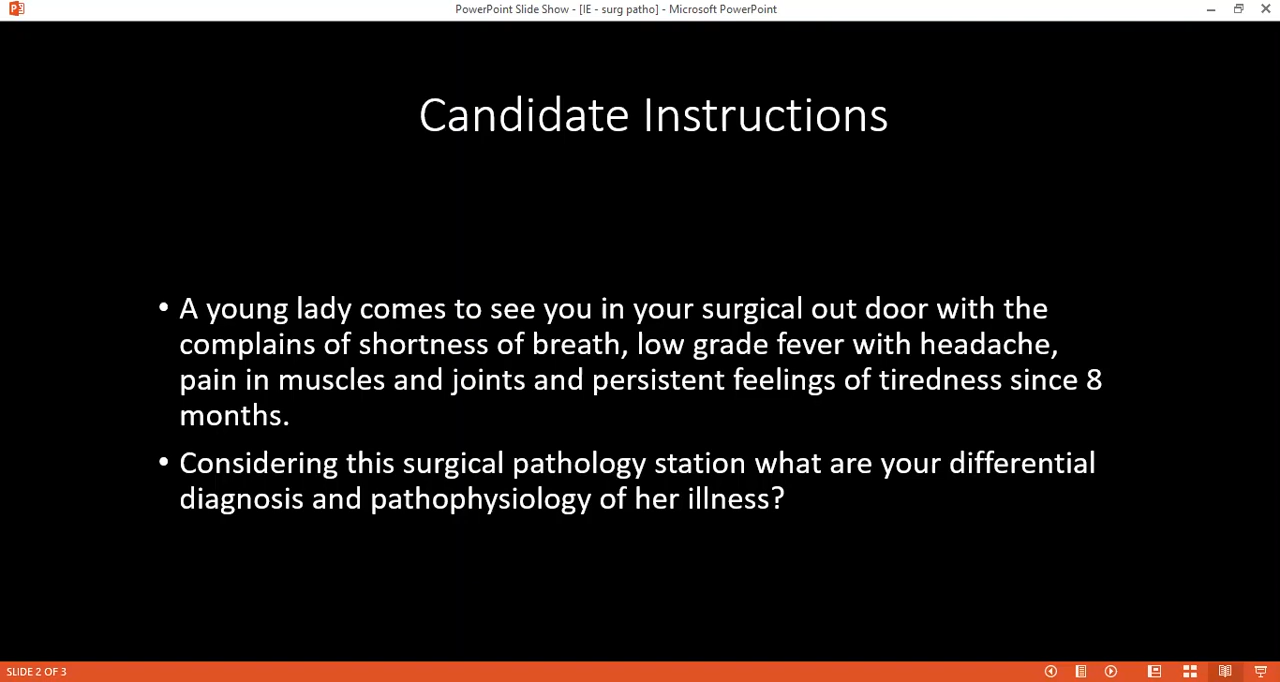 PowerPoint Slide Show - [IE - surg patho] - Microsoft PowerPoint
Candidate Instructions
• A young lady comes to see you in your surgical out door with the
complains of shortness of breath, low grade fever with headache,
pain in muscles and joints and persistent feelings of tiredness since 8
months.
• Considering this surgical pathology station what are your differential
diagnosis and pathophysiology of her illness?
SLIDE 2 OF 3